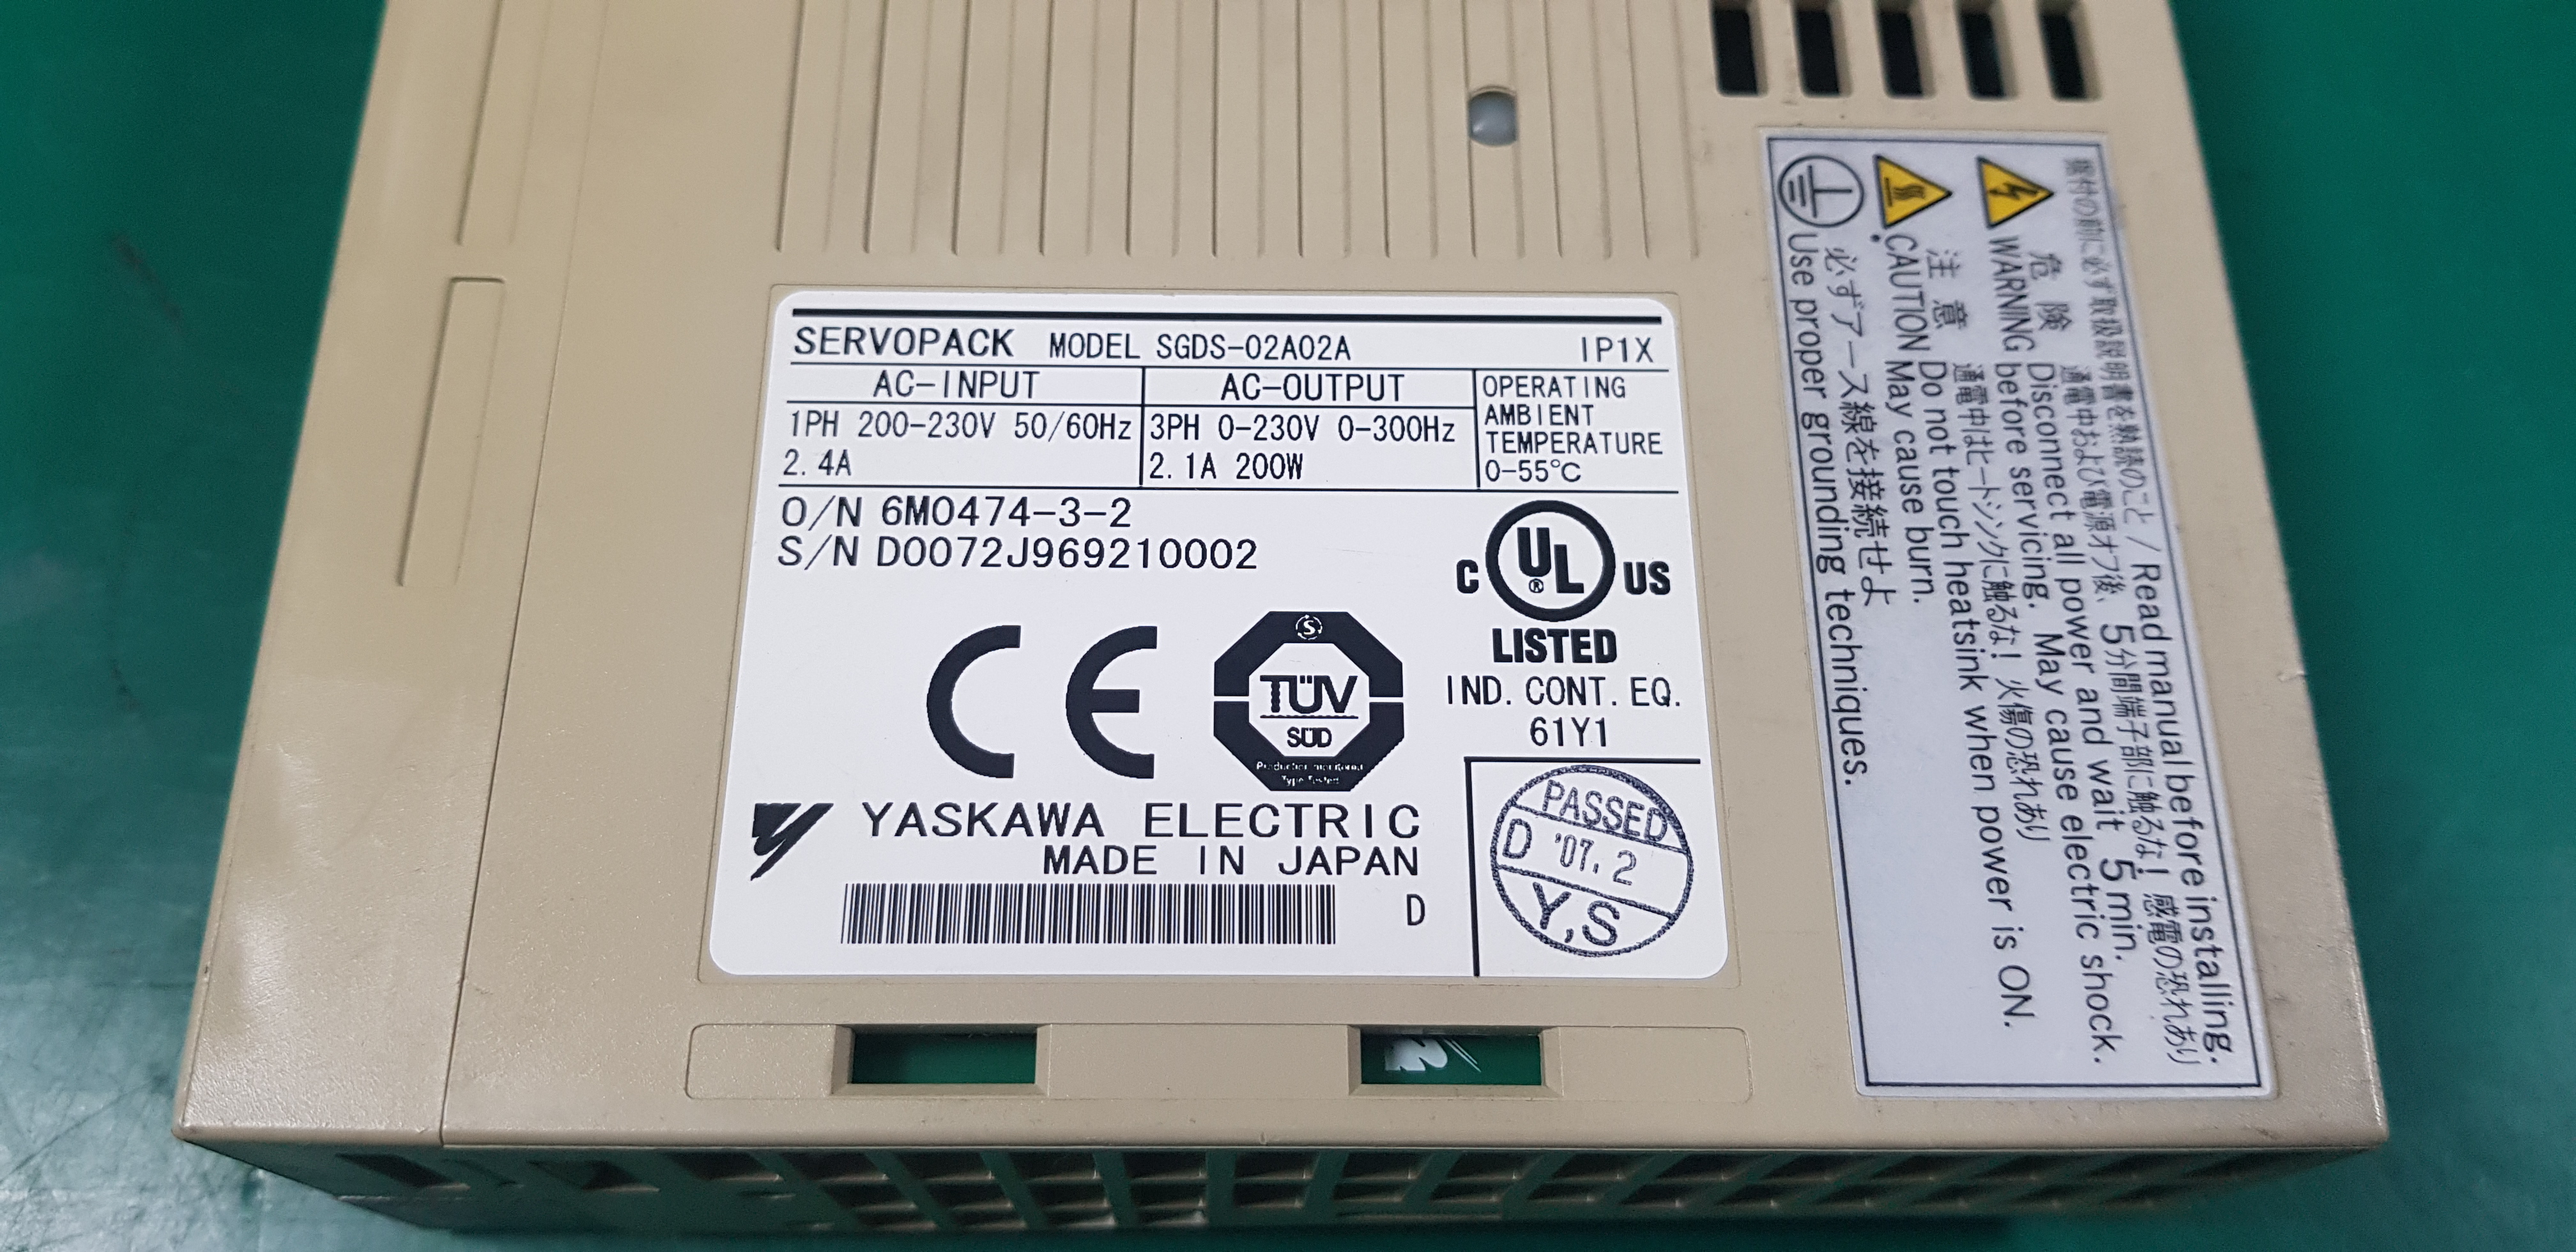 SERVOPACK MODEL SGDS-02A02A IP1X
AC-INPUT
1PH 200-230V 50/60Hz
2.4A
AC-OUTPUT
3PH 0-230V 0-300Hz
2.1A 200W
OPERATING
AMBIENT
TEMPERATURE
0-55℃
O/N 6M0474-3-2
S/N D0072J969210002
C UL ® US
LISTED
IND. CONT. EQ.
61Y1
CE
TÜV
SÜD
YASKAWA ELECTRIC
MADE IN JAPAN
D
PASSED
D '07.2
Y,S
据付の前に必ず取扱説明書を熟読のこと / Read manual before installing.
危険 通電中および電源オフ後、5分間端子部に触るな! 感電の恐れあり
WARNING Disconnect all power and wait 5 min.
before servicing. May cause electric shock.
注意 通電中はヒートシンクに触るな! 火傷の恐れあり
CAUTION Do not touch heatsink when power is ON.
May cause burn.
必ずアース線を接続せよ
Use proper grounding techniques.